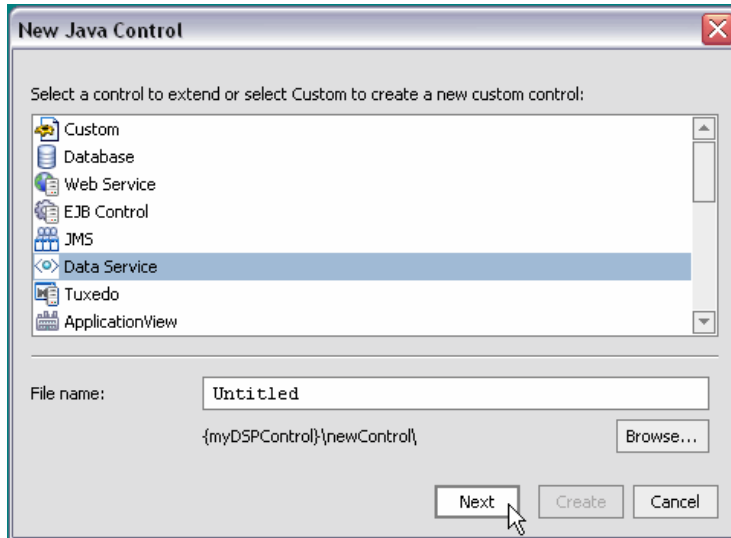 New Java Control
Select a control to extend or select Custom to create a new custom control:
Custom
Database
Web Service
EJB Control
JMS
Data Service
Tuxedo
ApplicationView
File name:
Untitled
{myDSPControl}\newControl\
Browse...
Next
Create
Cancel